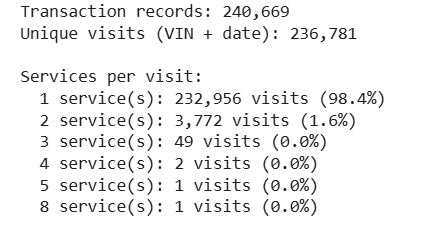 Transaction records: 240,669
Unique visits (VIN + date): 236,781
Services per visit:
1 service(s): 232,956 visits (98.4%)
2 service(s): 3,772 visits (1.6%)
3 service(s): 49 visits (0.0%)
4 service(s): 2 visits (0.0%)
5 service(s): 1 visits (0.0%)
8 service(s): 1 visits (0.0%)